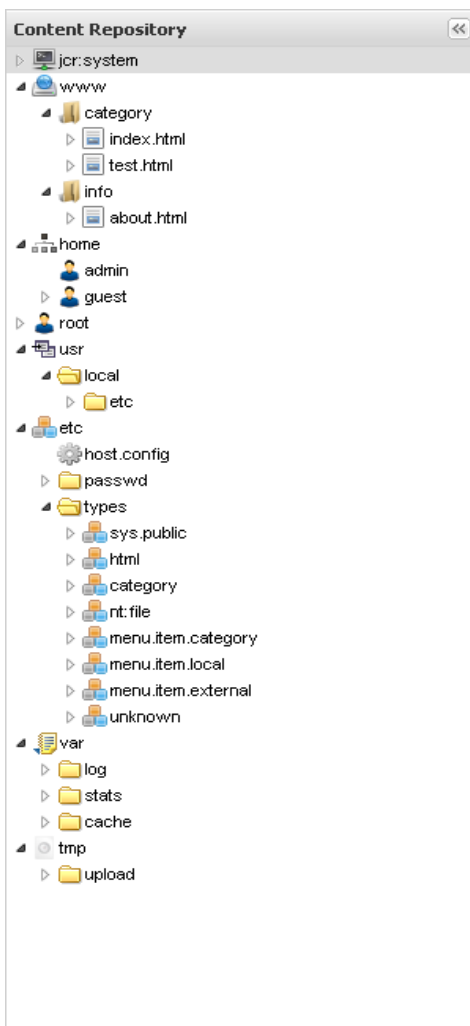 Content Repository
jcr:system
www
category
index.html
test.html
info
about.html
home
admin
guest
root
usr
local
etc
etc
host.config
passwd
types
sys.public
html
category
nt:file
menu.item.category
menu.item.local
menu.item.external
unknown
var
log
stats
cache
tmp
upload